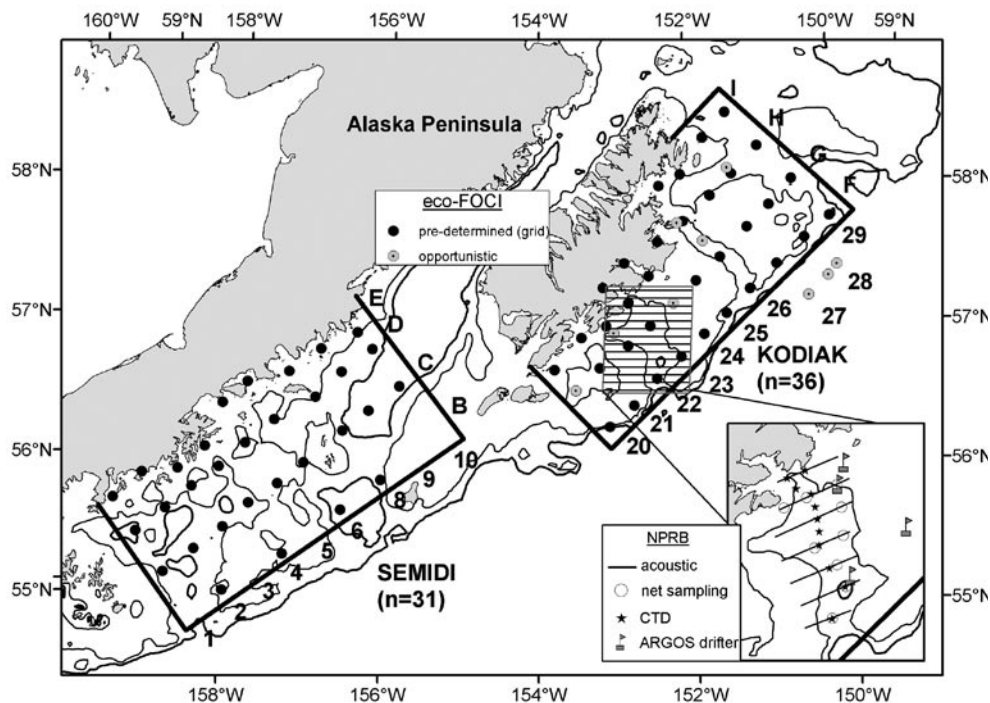 160°W 59°N 158°W 156°W 154°W 152°W 150°W 59°N
Alaska Peninsula
I
H
G
F
58°N
58°N
eco-FOCI
pre-determined (grid)
opportunistic
29
28
27
26
25
24
23
22
21
20
KODIAK
(n=36)
57°N
57°N
E
D
C
B
56°N
56°N
10
9
8
6
5
4
3
2
1
SEMIDI
(n=31)
55°N
55°N
NPRB
acoustic
net sampling
CTD
ARGOS drifter
158°W 156°W 154°W 152°W 150°W